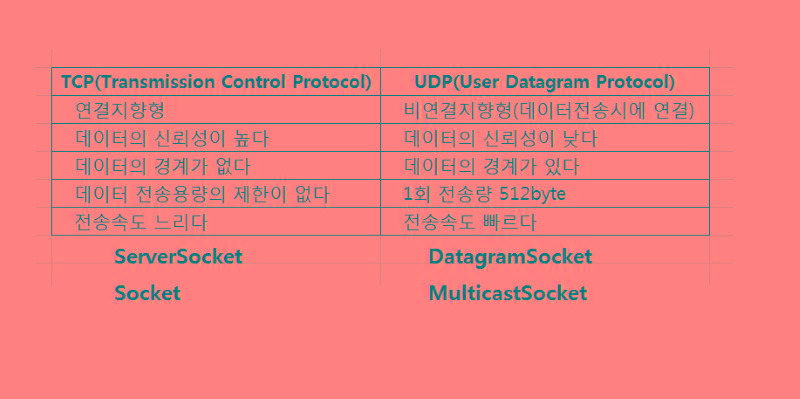 TCP(Transmission Control Protocol) UDP(User Datagram Protocol)
연결지향형 비연결지향형(데이터전송시에 연결)
데이터의 신뢰성이 높다 데이터의 신뢰성이 낮다
데이터의 경계가 없다 데이터의 경계가 있다
데이터 전송용량의 제한이 없다 1회 전송량 512byte
전송속도 느리다 전송속도 빠르다
ServerSocket DatagramSocket
Socket MulticastSocket